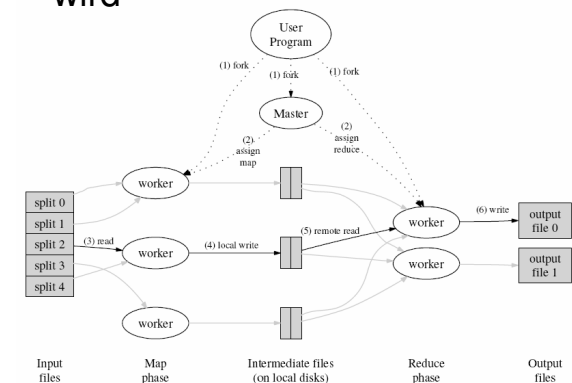 wird
User
Program
(1) fork
(1) fork
(1) fork
Master
(2)
assign
map
(2)
assign
reduce
worker
split 0
split 1
split 2
split 3
split 4
(3) read
worker
(4) local write
(5) remote read
worker
(6) write
output
file 0
worker
output
file 1
worker
Input
files
Map
phase
Intermediate files
(on local disks)
Reduce
phase
Output
files